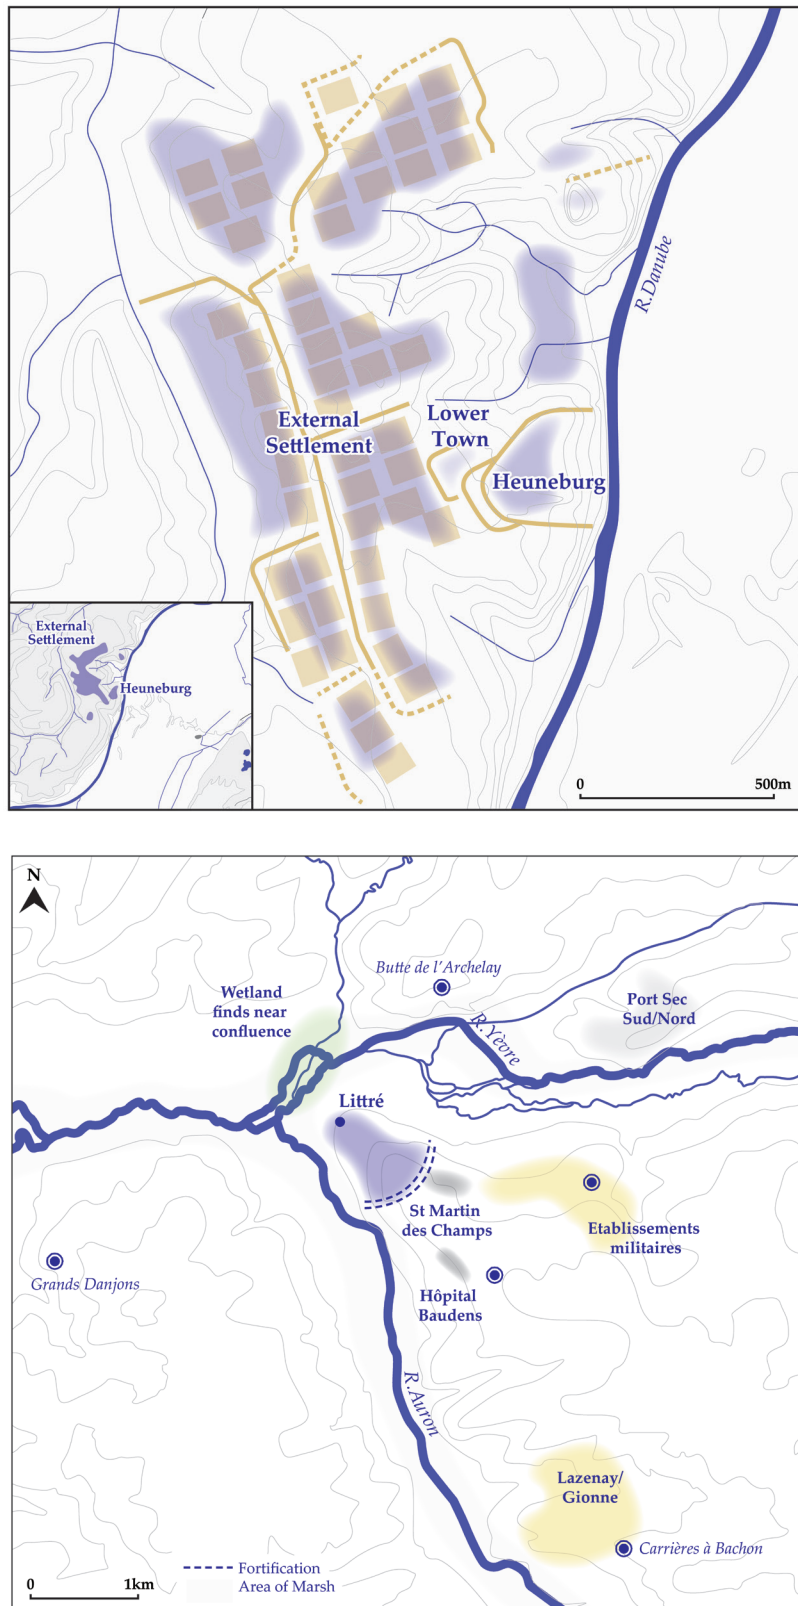 R.Danube
External
Settlement
Lower
Town
Heuneburg
External
Settlement
Heuneburg
0 500m
N
Butte de l'Archelay
Wetland
finds near
confluence
Port Sec
Sud/Nord
R.Yèvre
Littré
St Martin
des Champs
Etablissements
militaires
Grands Danjons
Hôpital
Baudens
R.Auron
Lazenay/
Gionne
Carrières à Bachon
Fortification
Area of Marsh
0 1km